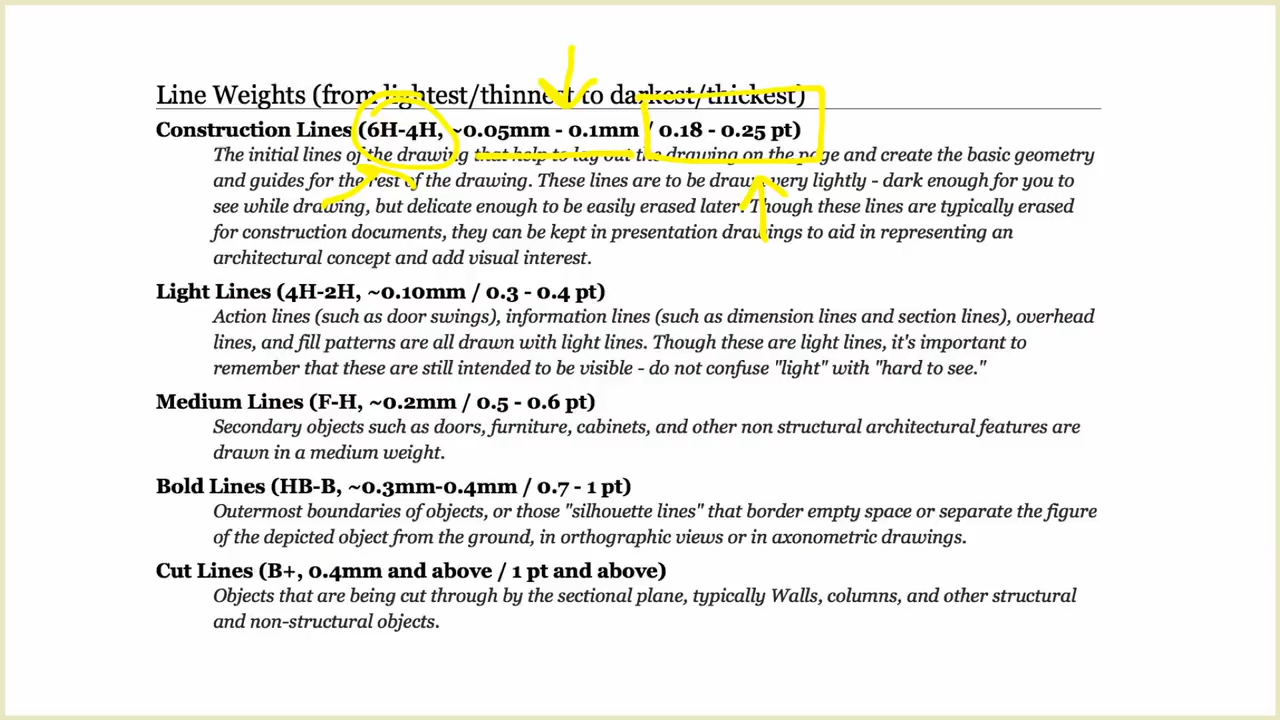 Line Weights (from lightest/thinnest to darkest/thickest)
Construction Lines (6H-4H, ~0.05mm - 0.1mm / 0.18 - 0.25 pt)
The initial lines of the drawing that help to lay out the drawing on the page and create the basic geometry
and guides for the rest of the drawing. These lines are to be drawn very lightly - dark enough for you to
see while drawing, but delicate enough to be easily erased later. Though these lines are typically erased
for construction documents, they can be kept in presentation drawings to aid in representing an
architectural concept and add visual interest.
Light Lines (4H-2H, ~0.10mm / 0.3 - 0.4 pt)
Action lines (such as door swings), information lines (such as dimension lines and section lines), overhead
lines, and fill patterns are all drawn with light lines. Though these are light lines, it's important to
remember that these are still intended to be visible - do not confuse "light" with "hard to see."
Medium Lines (F-H, ~0.2mm / 0.5 - 0.6 pt)
Secondary objects such as doors, furniture, cabinets, and other non structural architectural features are
drawn in a medium weight.
Bold Lines (HB-B, ~0.3mm-0.4mm / 0.7 - 1 pt)
Outermost boundaries of objects, or those "silhouette lines" that border empty space or separate the figure
of the depicted object from the ground, in orthographic views or in axonometric drawings.
Cut Lines (B+, 0.4mm and above / 1 pt and above)
Objects that are being cut through by the sectional plane, typically Walls, columns, and other structural
and non-structural objects.